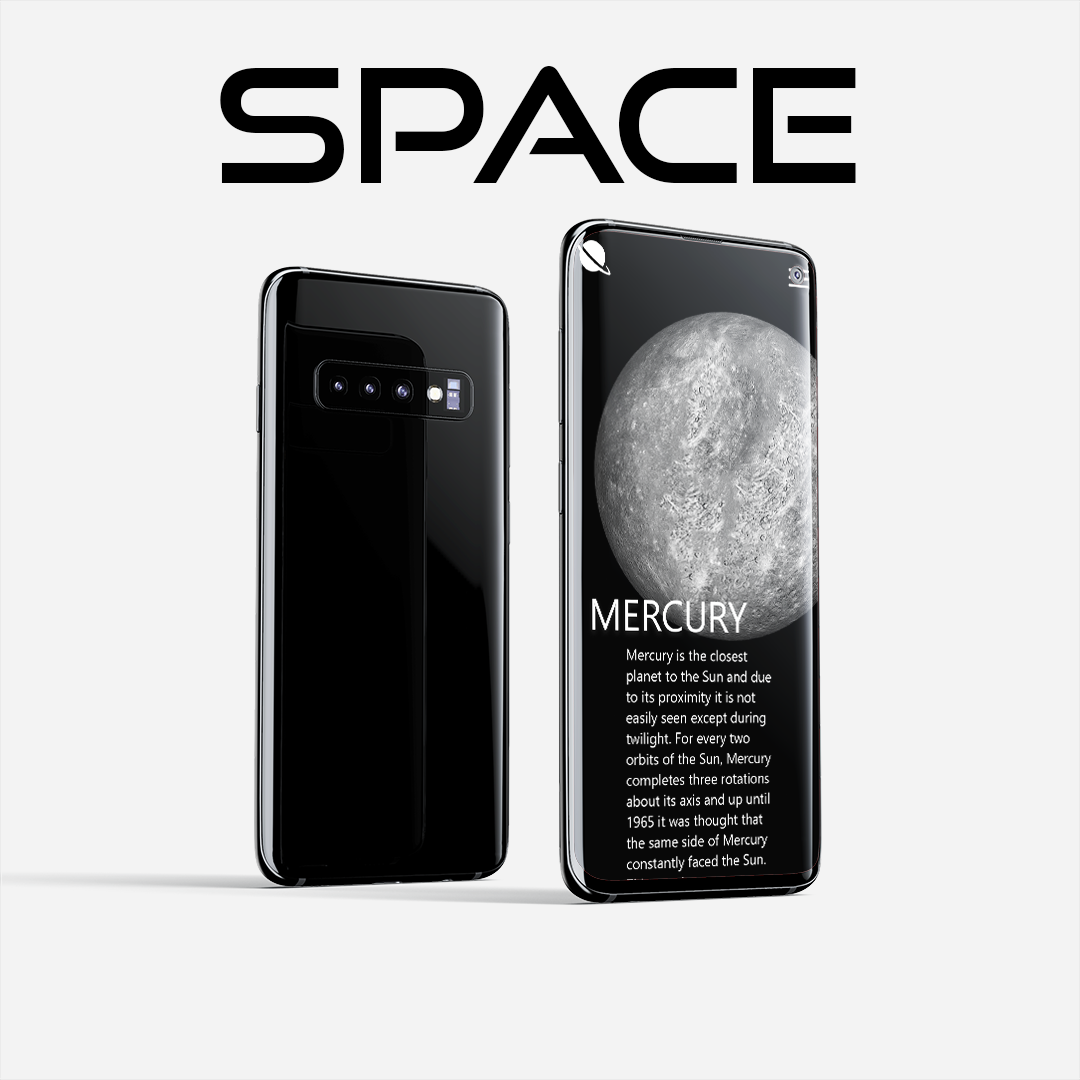 SPACE
MERCURY
Mercury is the closest
planet to the Sun and due
to its proximity it is not
easily seen except during
twilight. For every two
orbits of the Sun, Mercury
completes three rotations
about its axis and up until
1965 it was thought that
the same side of Mercury
constantly faced the Sun.